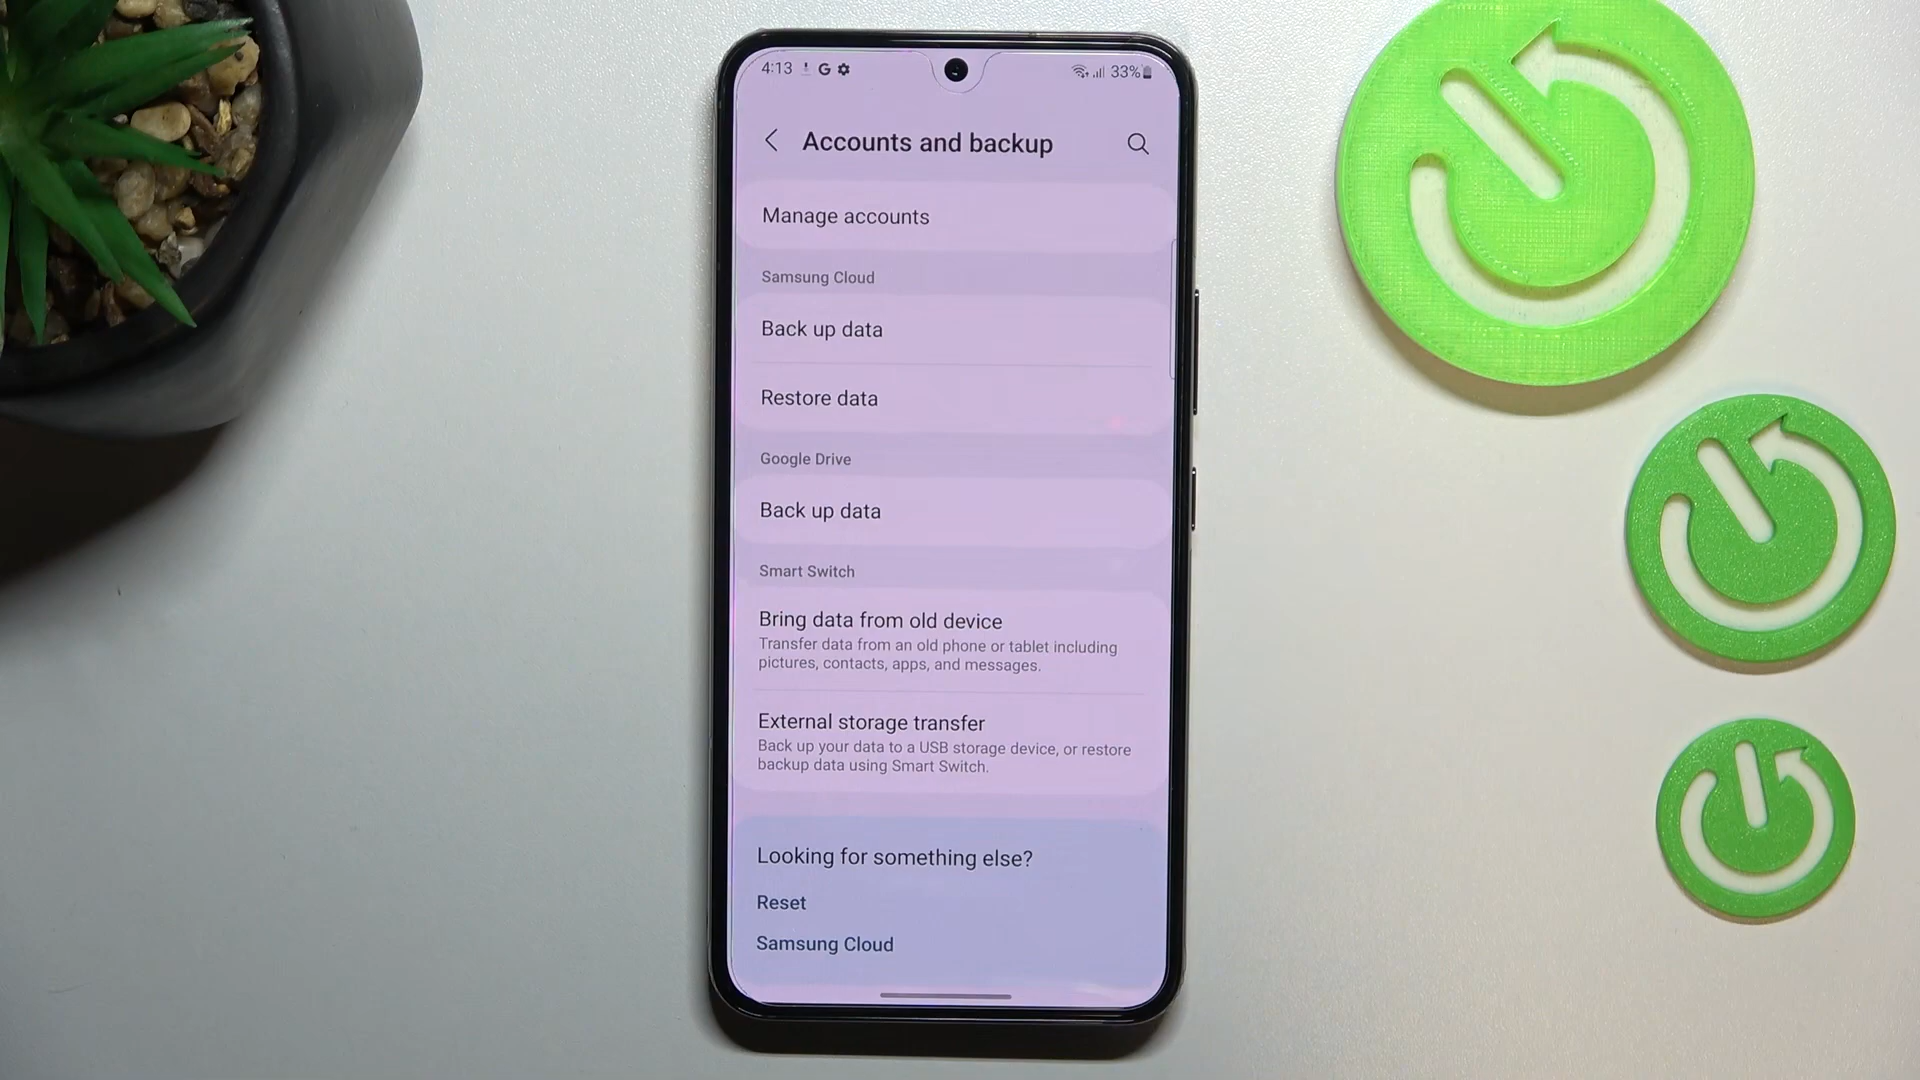 4:13 G 33%
Accounts and backup
Manage accounts
Samsung Cloud
Back up data
Restore data
Google Drive
Back up data
Smart Switch
Bring data from old device
Transfer data from an old phone or tablet including
pictures, contacts, apps, and messages.
External storage transfer
Back up your data to a USB storage device, or restore
backup data using Smart Switch.
Looking for something else?
Reset
Samsung Cloud